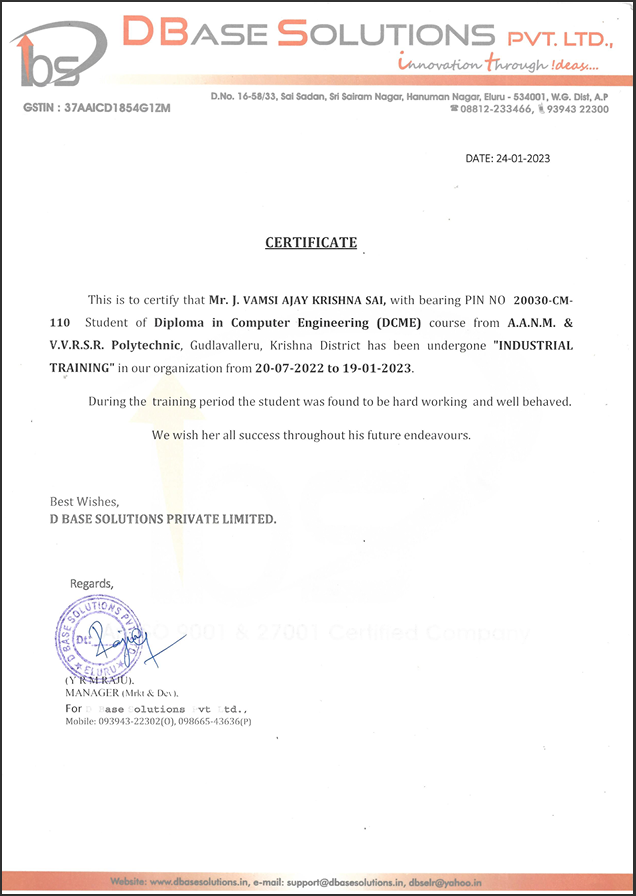 bs
D BASE SOLUTIONS PVT. LTD.,
innovation through !deas....
GSTIN : 37AAICD1854G1ZM
D.No. 16-58/33, Sai Sadan, Sri Sairam Nagar, Hanuman Nagar, Eluru - 534001, W.G. Dist, A.P
08812-233466, 93943 22300
DATE: 24-01-2023
CERTIFICATE
This is to certify that Mr. J. VAMSI AJAY KRISHNA SAI, with bearing PIN NO 20030-CM-
110 Student of Diploma in Computer Engineering (DCME) course from A.A.N.M. &
V.V.R.S.R. Polytechnic, Gudlavalleru, Krishna District has been undergone "INDUSTRIAL
TRAINING" in our organization from 20-07-2022 to 19-01-2023.
During the training period the student was found to be hard working and well behaved.
We wish her all success throughout his future endeavours.
Best Wishes,
D BASE SOLUTIONS PRIVATE LIMITED.
Regards,
D BASE SOLUTIONS PVT
Dt:
ELURU
9001 & 27001 Certified Company
(Y R M RAJU).
MANAGER (Mrkt & Dev),
For D Base Solutions Pvt Ltd.,
Mobile: 093943-22302(O), 098665-43636(P)
Website: www.dbasesolutions.in, e-mail: support@dbasesolutions.in, dbselr@yahoo.in